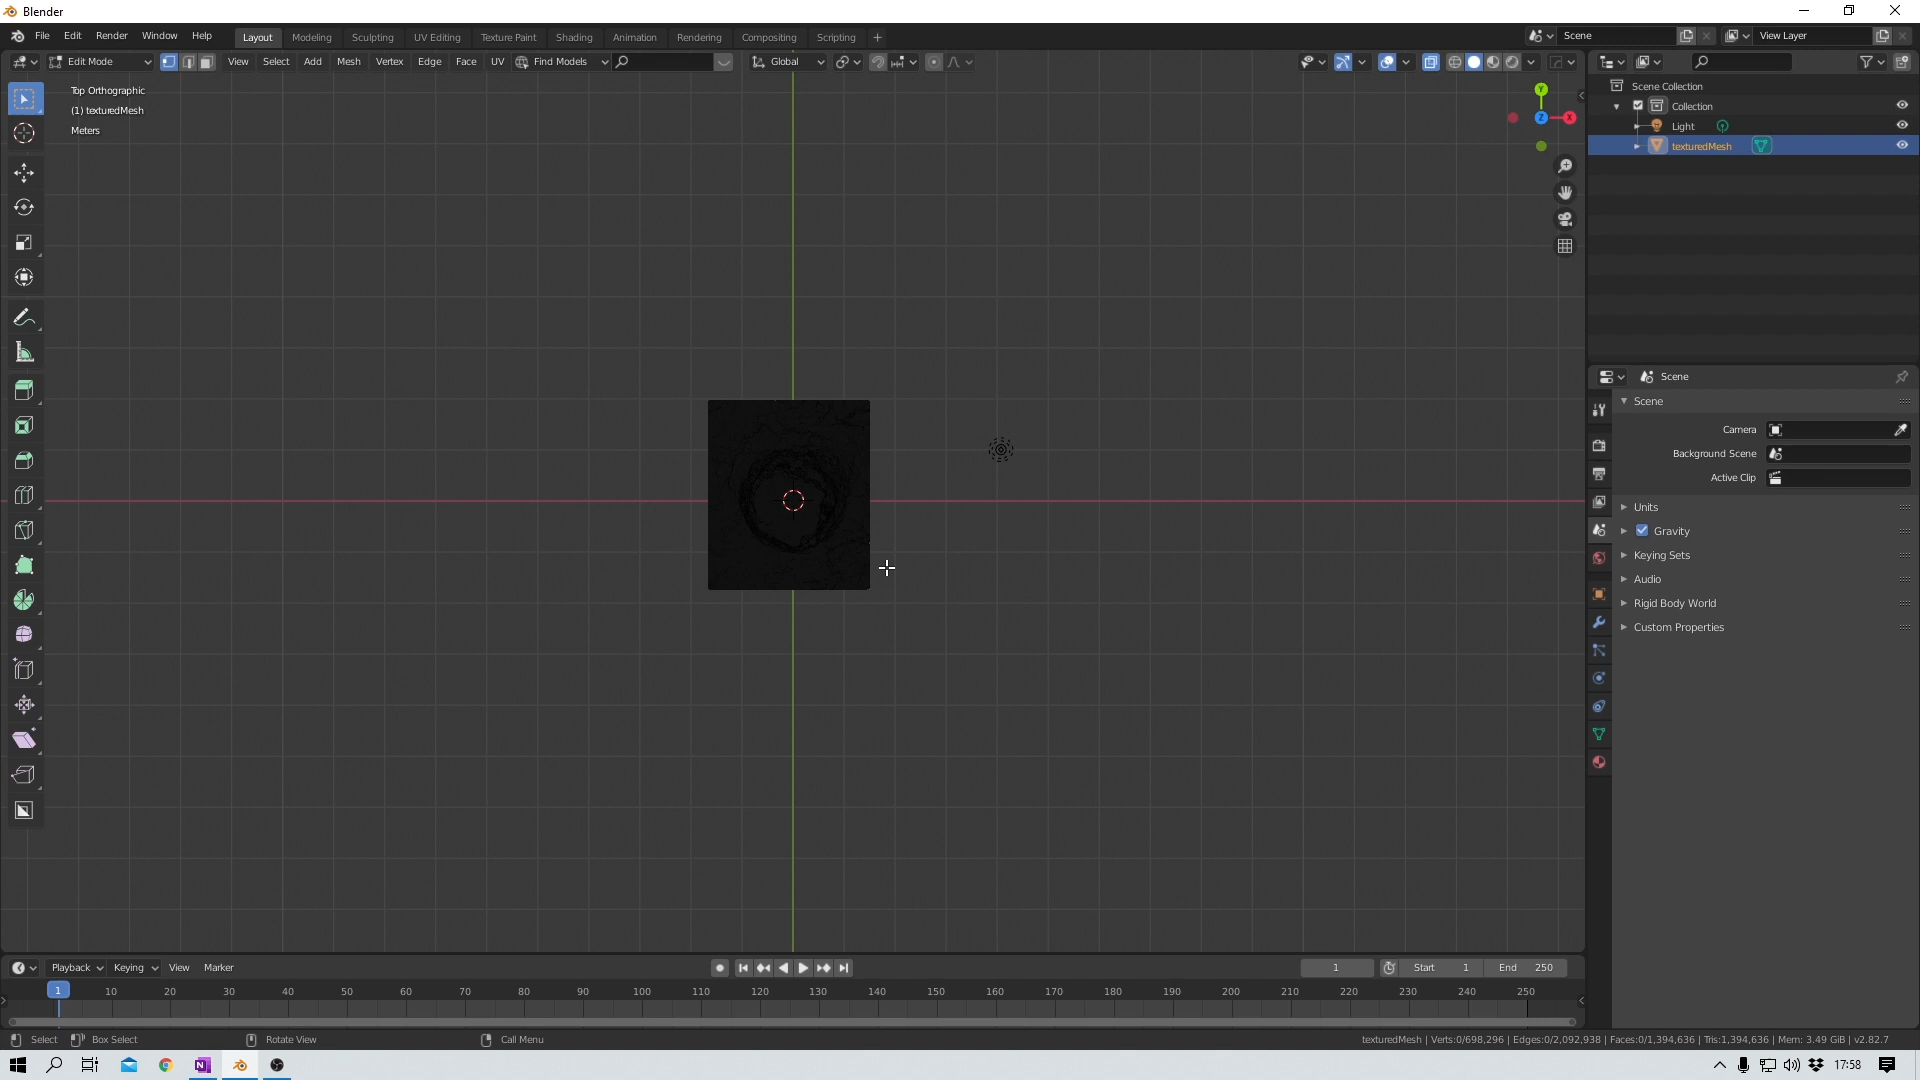 Blender
File Edit Render Window Help Layout Modeling Sculpting UV Editing Texture Paint Shading Animation Rendering Compositing Scripting + Scene View Layer
Edit Mode View Select Add Mesh Vertex Edge Face UV Find Models Global
Top Orthographic
(1) texturedMesh
Meters
Y
Z X
Scene Collection
Collection
Light
texturedMesh
Scene
Scene
Camera
Background Scene
Active Clip
Units
Gravity
Keying Sets
Audio
Rigid Body World
Custom Properties
Playback Keying View Marker 1 Start 1 End 250
1 10 20 30 40 50 60 70 80 90 100 110 120 130 140 150 160 170 180 190 200 210 220 230 240 250
Select Box Select Rotate View Call Menu texturedMesh | Verts:0/698,296 | Edges:0/2,092,938 | Faces:0/1,394,636 | Tris:1,394,636 | Mem: 3.49 GiB | v2.82.7
17:58